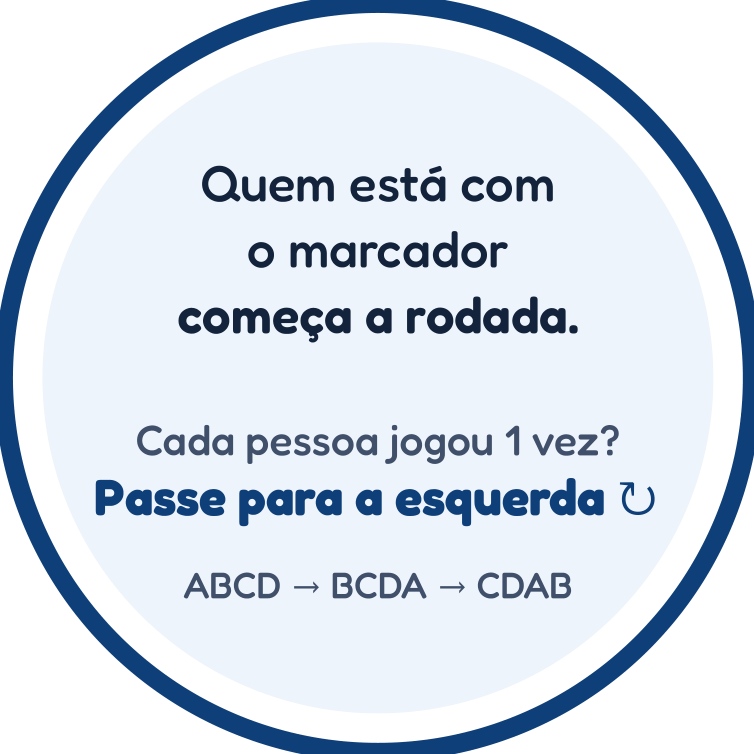 Quem está com
o marcador
começa a rodada.
Cada pessoa jogou 1 vez?
Passe para a esquerda ↻
ABCD → BCDA → CDAB